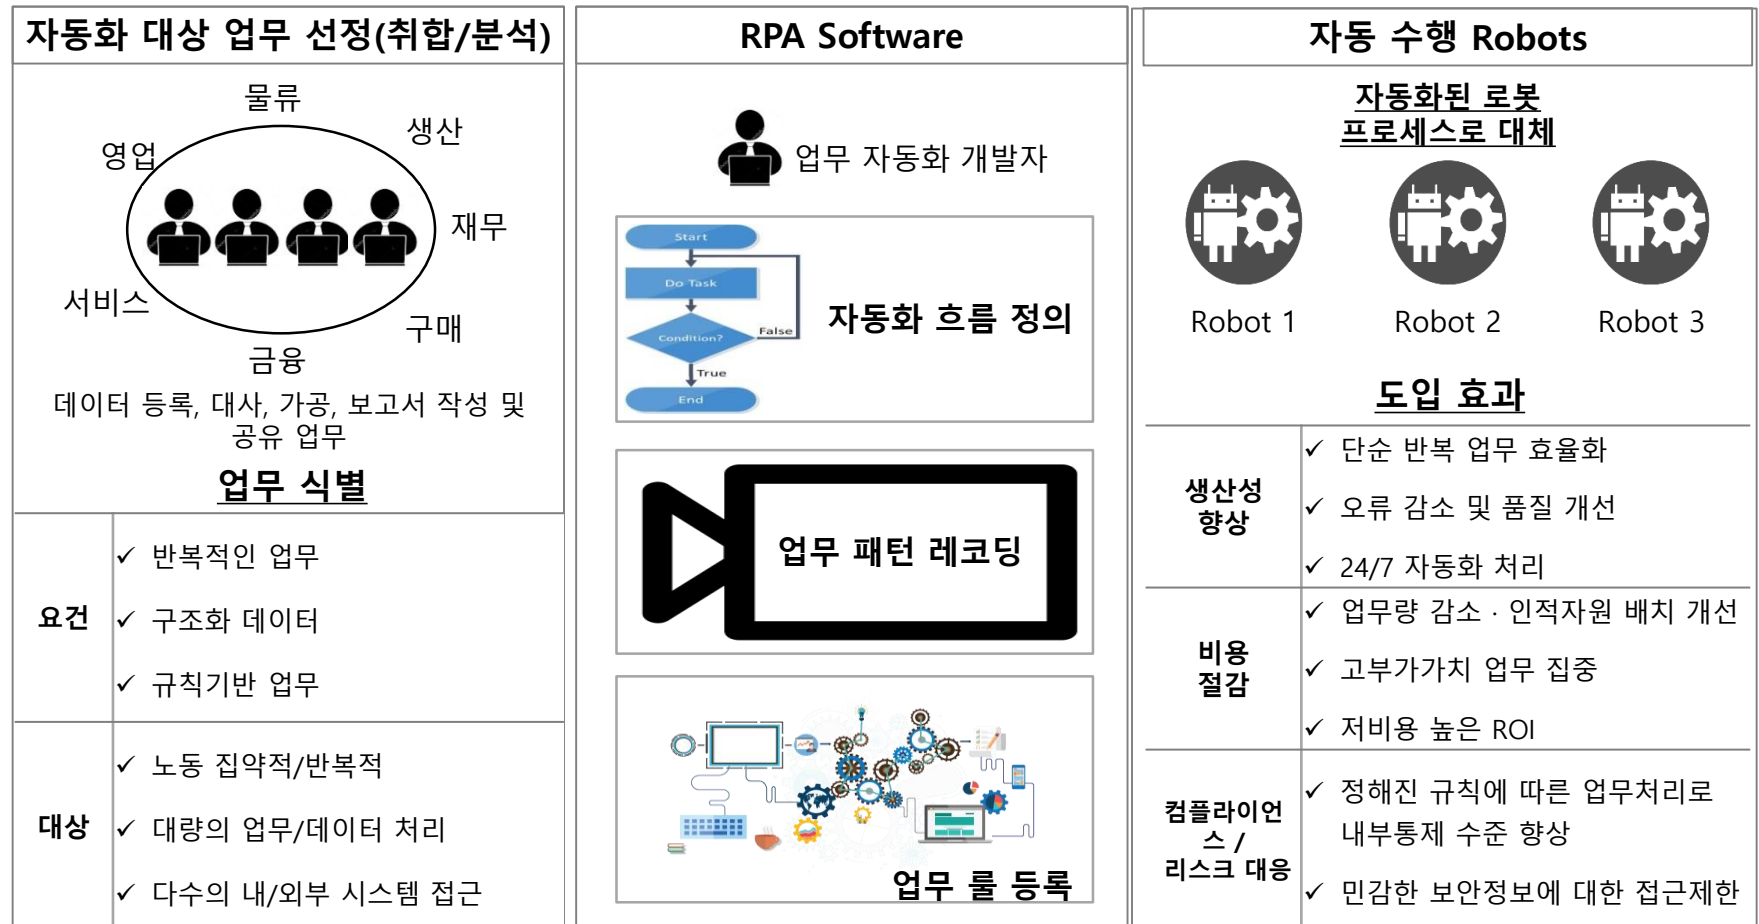 자동화 대상 업무 선정(취합/분석)
물류
생산
영업
재무
서비스
구매
금융
데이터 등록, 대사, 가공, 보고서 작성 및
공유 업무
업무 식별
요건
✓ 반복적인 업무
✓ 구조화 데이터
✓ 규칙기반 업무
대상
✓ 노동 집약적/반복적
✓ 대량의 업무/데이터 처리
✓ 다수의 내/외부 시스템 접근
RPA Software
업무 자동화 개발자
Start
Do Task
Condition?
False
True
End
자동화 흐름 정의
업무 패턴 레코딩
업무 룰 등록
자동 수행 Robots
자동화된 로봇
프로세스로 대체
Robot 1
Robot 2
Robot 3
도입 효과
생산성
향상
✓ 단순 반복 업무 효율화
✓ 오류 감소 및 품질 개선
✓ 24/7 자동화 처리
비용
절감
✓ 업무량 감소 · 인적자원 배치 개선
✓ 고부가가치 업무 집중
✓ 저비용 높은 ROI
컴플라이언
스 /
리스크 대응
✓ 정해진 규칙에 따른 업무처리로
내부통제 수준 향상
✓ 민감한 보안정보에 대한 접근제한